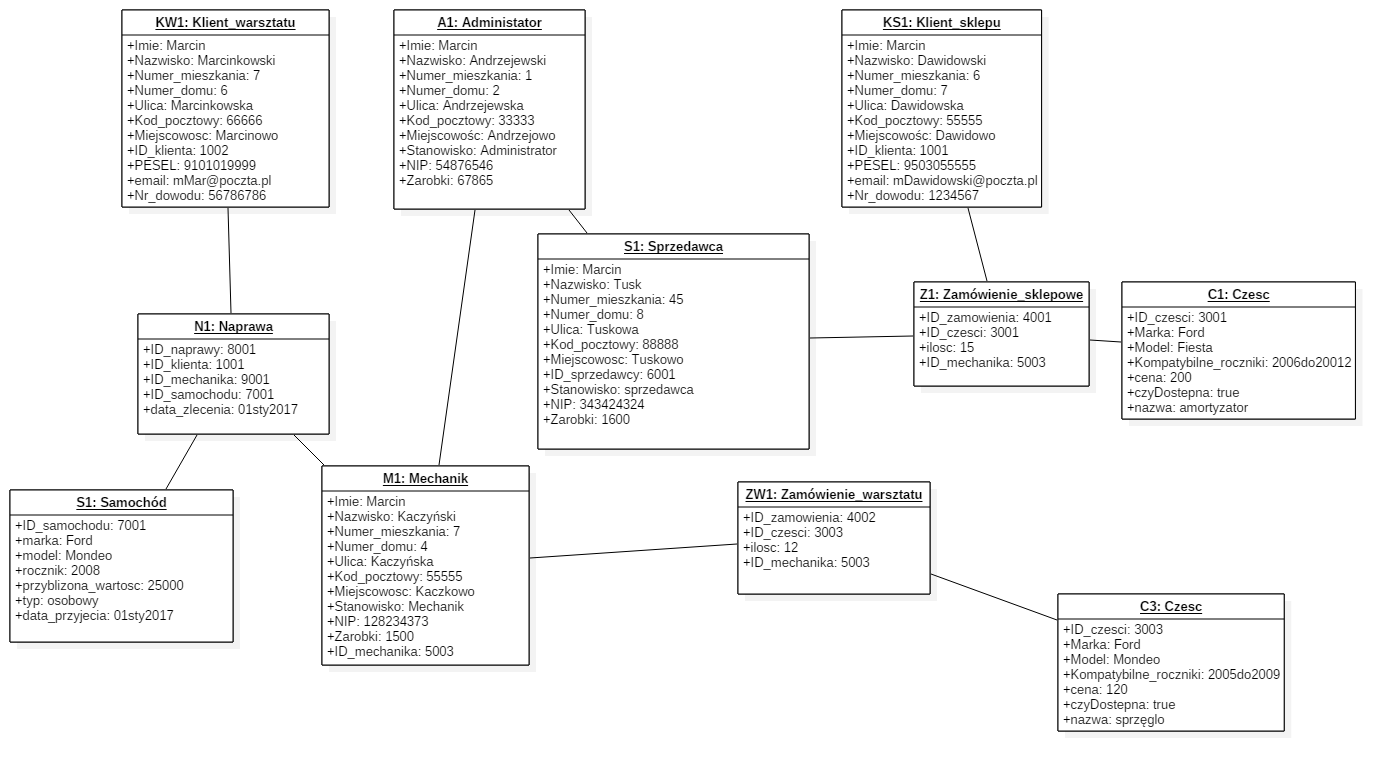 KW1: Klient_warsztatu
+Imie: Marcin
+Nazwisko: Marcinkowski
+Numer_mieszkania: 7
+Numer_domu: 6
+Ulica: Marcinkowska
+Kod_pocztowy: 66666
+Miejscowosc: Marcinowo
+ID_klienta: 1002
+PESEL: 9101019999
+email: mMar@poczta.pl
+Nr_dowodu: 56786786
A1: Administator
+Imie: Marcin
+Nazwisko: Andrzejewski
+Numer_mieszkania: 1
+Numer_domu: 2
+Ulica: Andrzejewska
+Kod_pocztowy: 33333
+Miejscowość: Andrzejowo
+Stanowisko: Administrator
+NIP: 54876546
+Zarobki: 67865
KS1: Klient_sklepu
+Imie: Marcin
+Nazwisko: Dawidowski
+Numer_mieszkania: 6
+Numer_domu: 7
+Ulica: Dawidowska
+Kod_pocztowy: 55555
+Miejscowośc: Dawidowo
+ID_klienta: 1001
+PESEL: 9503055555
+email: mDawidowski@poczta.pl
+Nr_dowodu: 1234567
S1: Sprzedawca
+Imie: Marcin
+Nazwisko: Tusk
+Numer_mieszkania: 45
+Numer_domu: 8
+Ulica: Tuskowa
+Kod_pocztowy: 88888
+Miejscowosc: Tuskowo
+ID_sprzedawcy: 6001
+Stanowisko: sprzedawca
+NIP: 343424324
+Zarobki: 1600
Z1: Zamówienie_sklepowe
+ID_zamowienia: 4001
+ID_czesci: 3001
+ilosc: 15
+ID_mechanika: 5003
C1: Czesc
+ID_czesci: 3001
+Marka: Ford
+Model: Fiesta
+Kompatybilne_roczniki: 2006do20012
+cena: 200
+czyDostepna: true
+nazwa: amortyzator
N1: Naprawa
+ID_naprawy: 8001
+ID_klienta: 1001
+ID_mechanika: 9001
+ID_samochodu: 7001
+data_zlecenia: 01sty2017
S1: Samochód
+ID_samochodu: 7001
+marka: Ford
+model: Mondeo
+rocznik: 2008
+przyblizona_wartosc: 25000
+typ: osobowy
+data_przyjecia: 01sty2017
M1: Mechanik
+Imie: Marcin
+Nazwisko: Kaczyński
+Numer_mieszkania: 7
+Numer_domu: 4
+Ulica: Kaczyńska
+Kod_pocztowy: 55555
+Miejscowosc: Kaczkowo
+Stanowisko: Mechanik
+NIP: 128234373
+Zarobki: 1500
+ID_mechanika: 5003
ZW1: Zamówienie_warsztatu
+ID_zamowienia: 4002
+ID_czesci: 3003
+ilosc: 12
+ID_mechanika: 5003
C3: Czesc
+ID_czesci: 3003
+Marka: Ford
+Model: Mondeo
+Kompatybilne_roczniki: 2005do2009
+cena: 120
+czyDostepna: true
+nazwa: sprzęglo